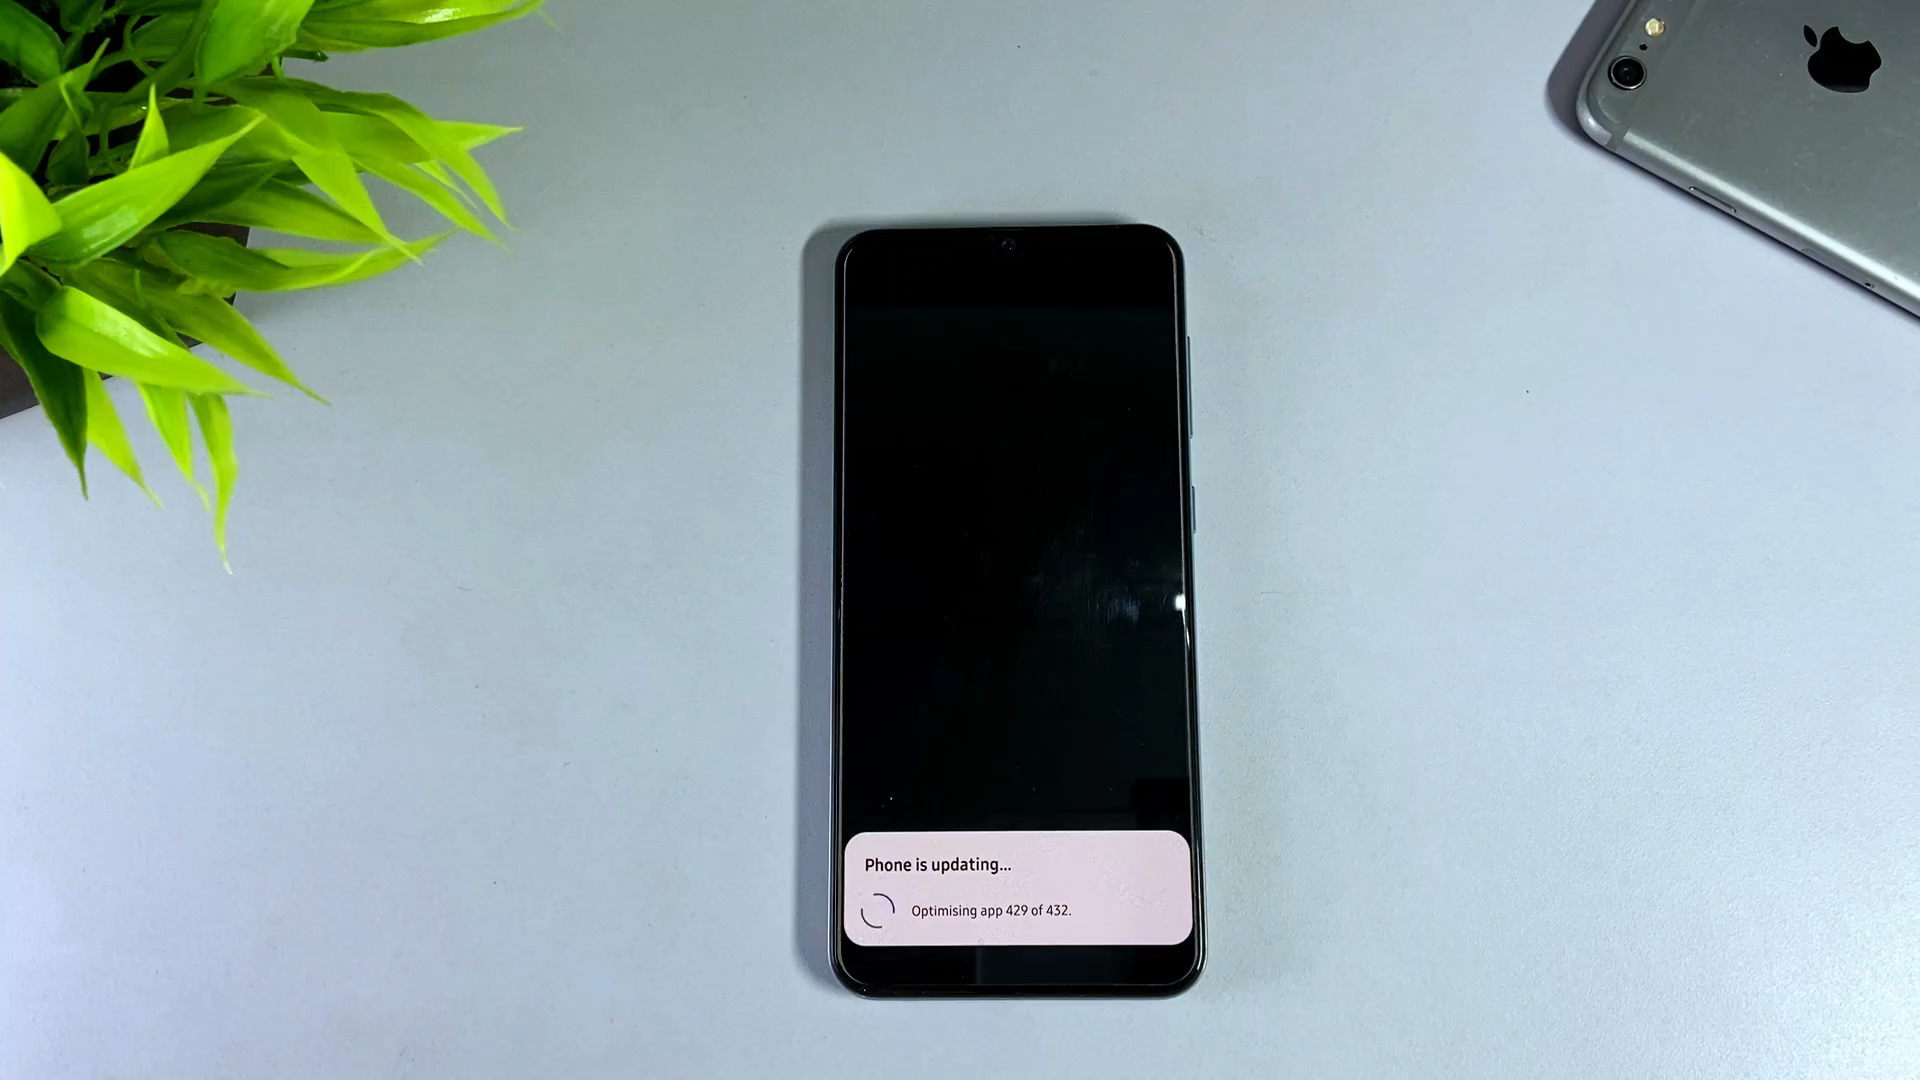 Phone is updating...
Optimising app 429 of 432.